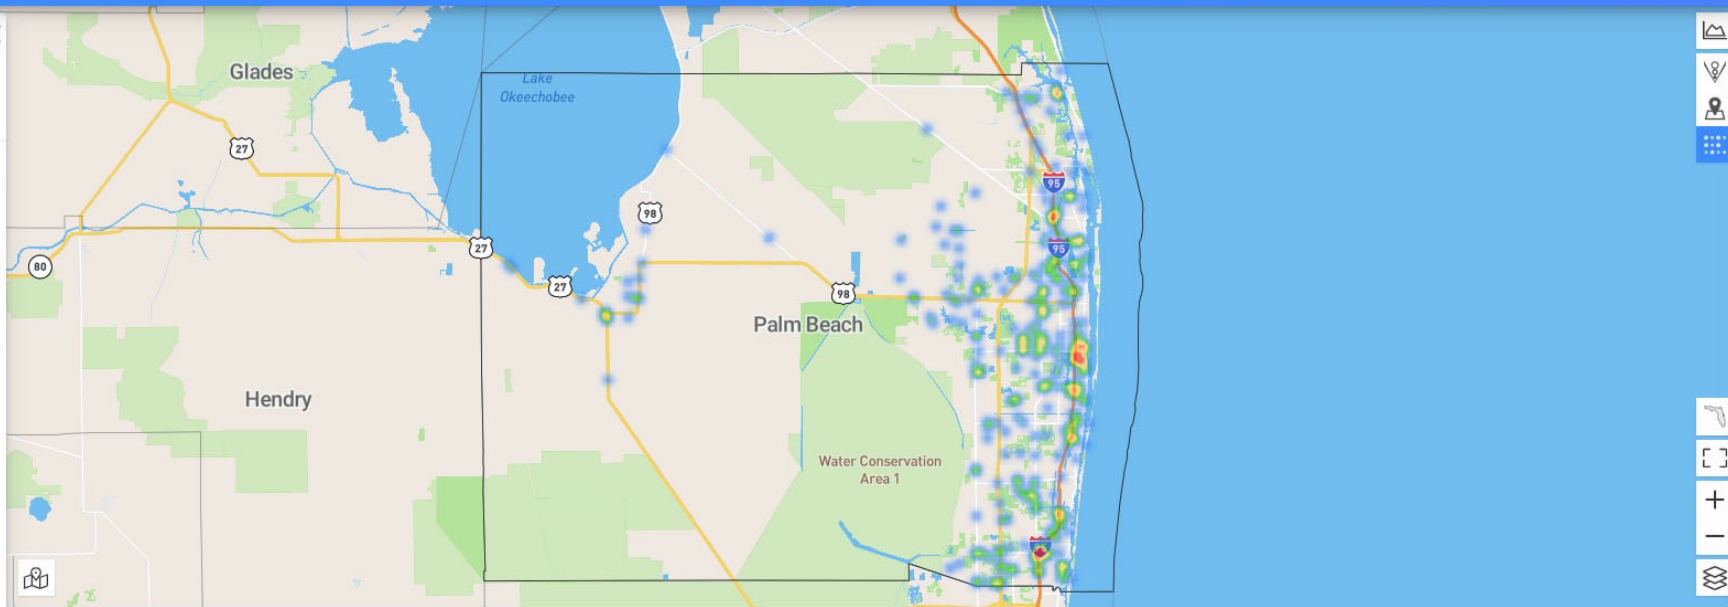 Glades
Lake
Okeechobee
27
95
98
27
95
80
27
98
Palm Beach
Hendry
Water Conservation
Area 1